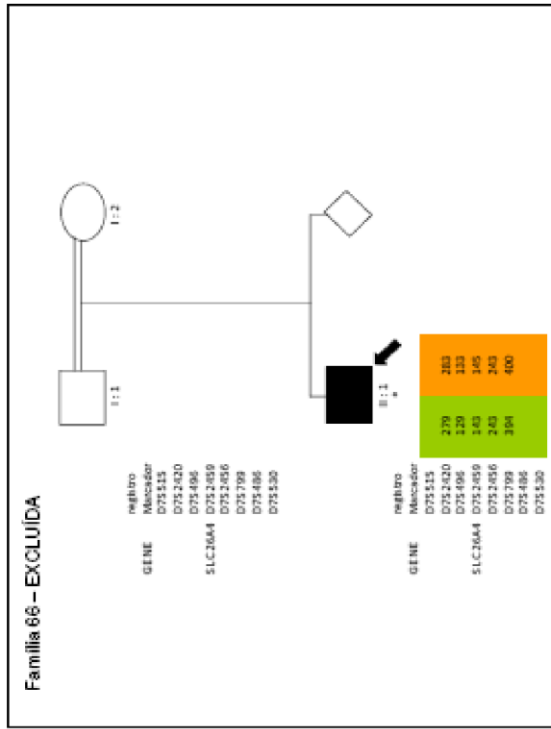 Família 66 – EXCLUÍDA
I : 1 I : 2
registro
GENE Marcador
D7S515
D7S2420
D7S496
SLC26A4 D7S2459
D7S2456
D7S799
D7S486
D7S530
II : 1
*
registro
GENE Marcador
D7S515
D7S2420 279 283
D7S496 129 133
SLC26A4 D7S2459 143 145
D7S2456 243 243
D7S799 394 400
D7S486
D7S530